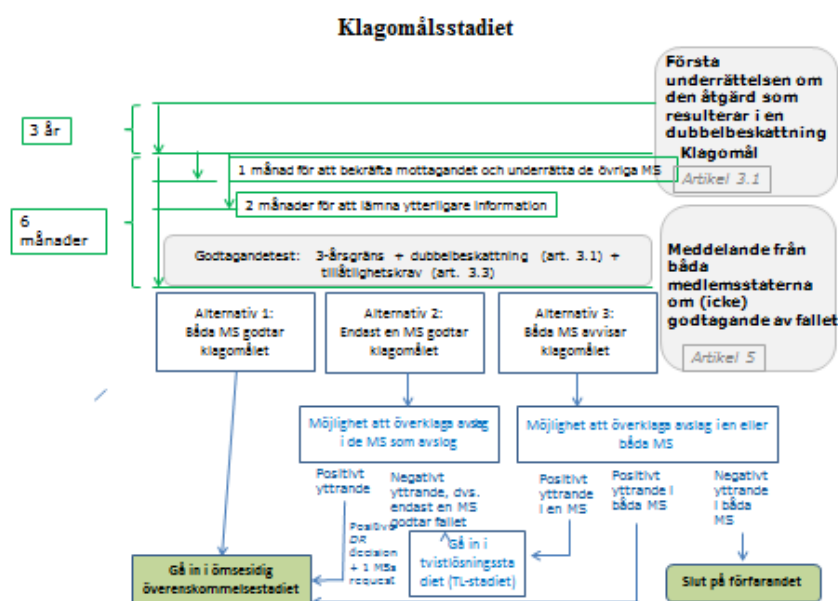 Klagomålsstadiet
Första
underrättelsen om
den åtgärd som
resulterar i en
dubbelbeskattning
Klagomål
Artikel 3.1
3 år
1 månad för att bekräfta mottagandet och underrätta de övriga MS
2 månader för att lämna ytterligare information
6
månader
Godtagandetest: 3-årsgräns + dubbelbeskattning (art. 3.1) +
tillåtlighetskrav (art. 3.3)
Meddelande från
båda
medlemsstaterna
om (icke)
godtagande av fallet
Artikel 5
Alternativ 1:
Båda MS godtar
klagomålet
Alternativ 2:
Endast en MS godtar
klagomålet
Alternativ 3:
Båda MS avvisar
klagomålet
Möjlighet att överklaga avslag
i de MS som avslog
Möjlighet att överklaga avslag i en eller
båda MS
Positivt
yttrande
Negativt
yttrande, dvs.
endast en MS
godtar fallet
Positivt
yttrande
i en MS
Positivt
yttrande i
båda MS
Negativt
yttrande
i båda
MS
Positive
DR
decision
+ 1 MSs
request
Gå in i
tvistlösningssta
diet (TL-stadiet)
Gå in i ömsesidig
överenskommelsestadiet
Slut på förfarandet